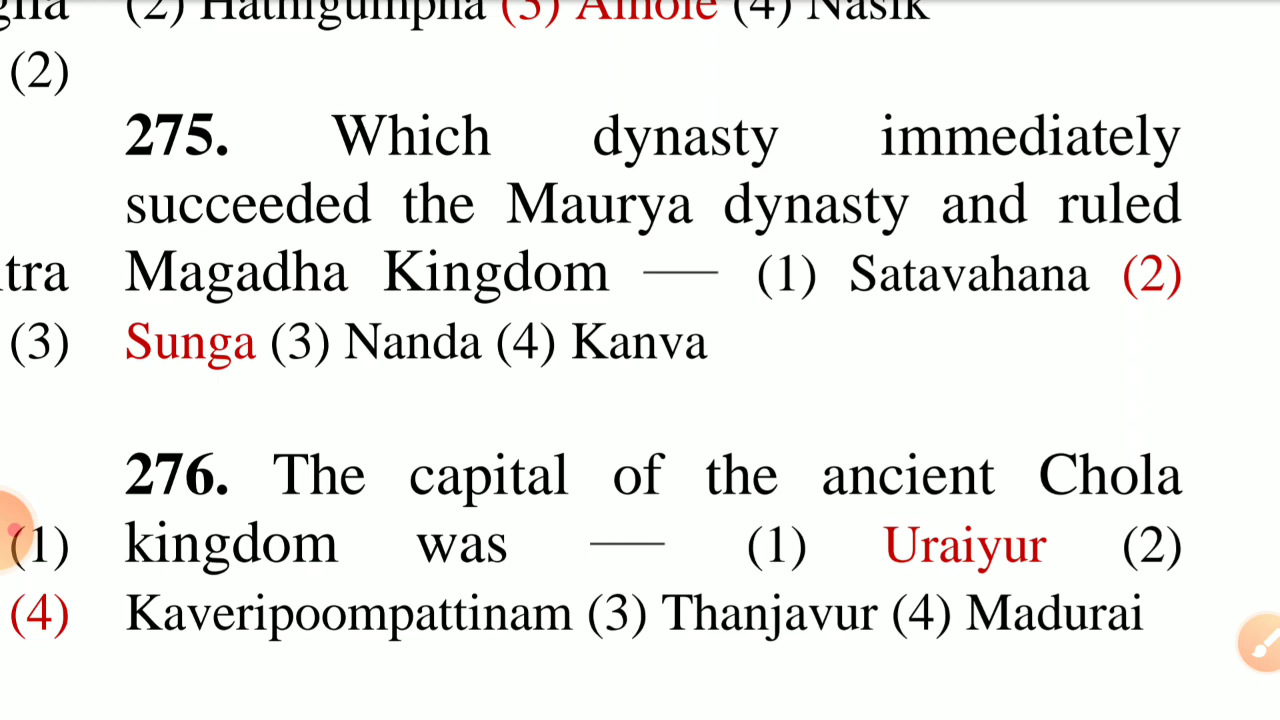 (2) Hathigumpha (3) Aihole (4) Nasik
(2)
275. Which dynasty immediately
succeeded the Maurya dynasty and ruled
tra Magadha Kingdom — (1) Satavahana (2)
(3) Sunga (3) Nanda (4) Kanva
276. The capital of the ancient Chola
(1) kingdom was — (1) Uraiyur (2)
(4) Kaveripoompattinam (3) Thanjavur (4) Madurai